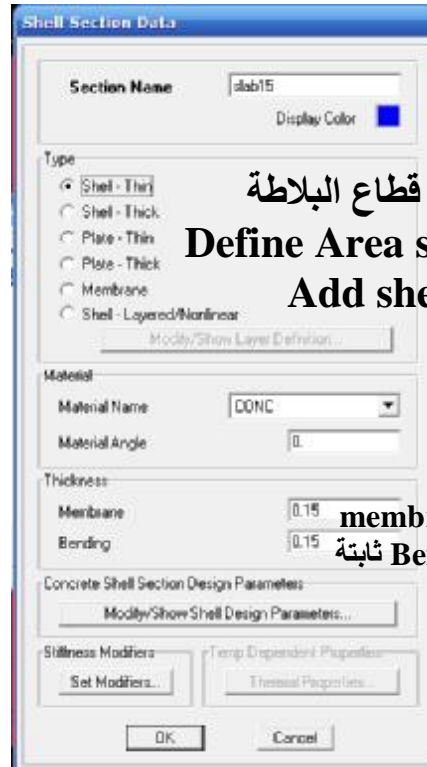 Shell Section Data
Section Name
slab15
Display Color
Type
Shell - Thin
Shell - Thick
Plate - Thin
Plate - Thick
Membrane
Shell - Layered/Nonlinear
Modify/Show Layer Definition...
قطاع البلاطة
Define Area s
Add she
Material
Material Name
CONC
Material Angle
0.
Thickness
Membrane
0.15
memb
Bending
0.15
ثابتة Be
Concrete Shell Section Design Parameters
Modify/Show Shell Design Parameters...
Stiffness Modifiers
Set Modifiers...
Temp Dependent Properties
Thermal Properties...
OK
Cancel